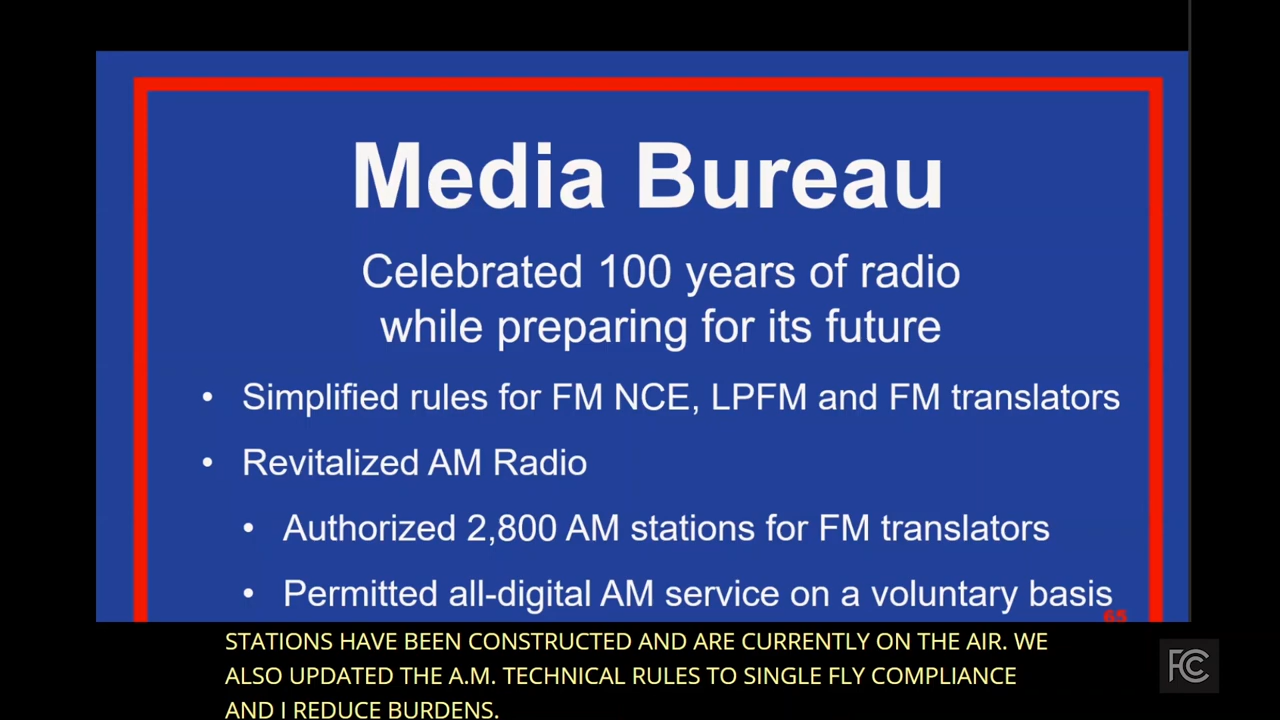 Media Bureau
Celebrated 100 years of radio
while preparing for its future
• Simplified rules for FM NCE, LPFM and FM translators
• Revitalized AM Radio
• Authorized 2,800 AM stations for FM translators
• Permitted all-digital AM service on a voluntary basis
65
STATIONS HAVE BEEN CONSTRUCTED AND ARE CURRENTLY ON THE AIR. WE
ALSO UPDATED THE A.M. TECHNICAL RULES TO SINGLE FLY COMPLIANCE
AND I REDUCE BURDENS.
FCC